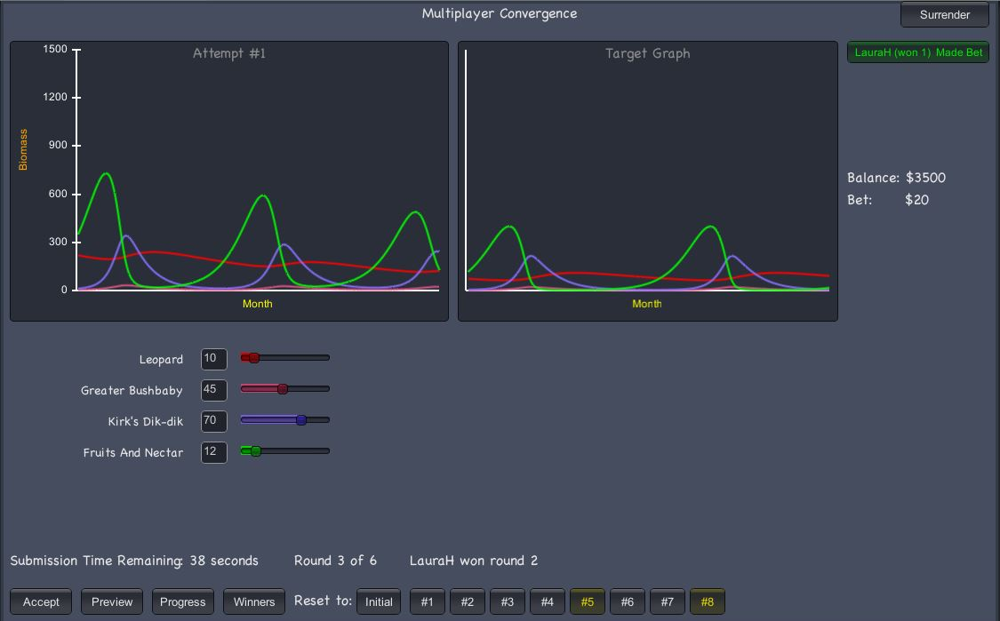 Multiplayer Convergence
Surrender
Attempt #1
Target Graph
LauraH (won 1) Made Bet
1500
1200
900
600
300
0
Biomass
Month
Month
Balance: $3500
Bet: $20
Leopard 10
Greater Bushbaby 45
Kirk's Dik-dik 70
Fruits And Nectar 12
Submission Time Remaining: 38 seconds Round 3 of 6 LauraH won round 2
Accept Preview Progress Winners Reset to: Initial #1 #2 #3 #4 #5 #6 #7 #8